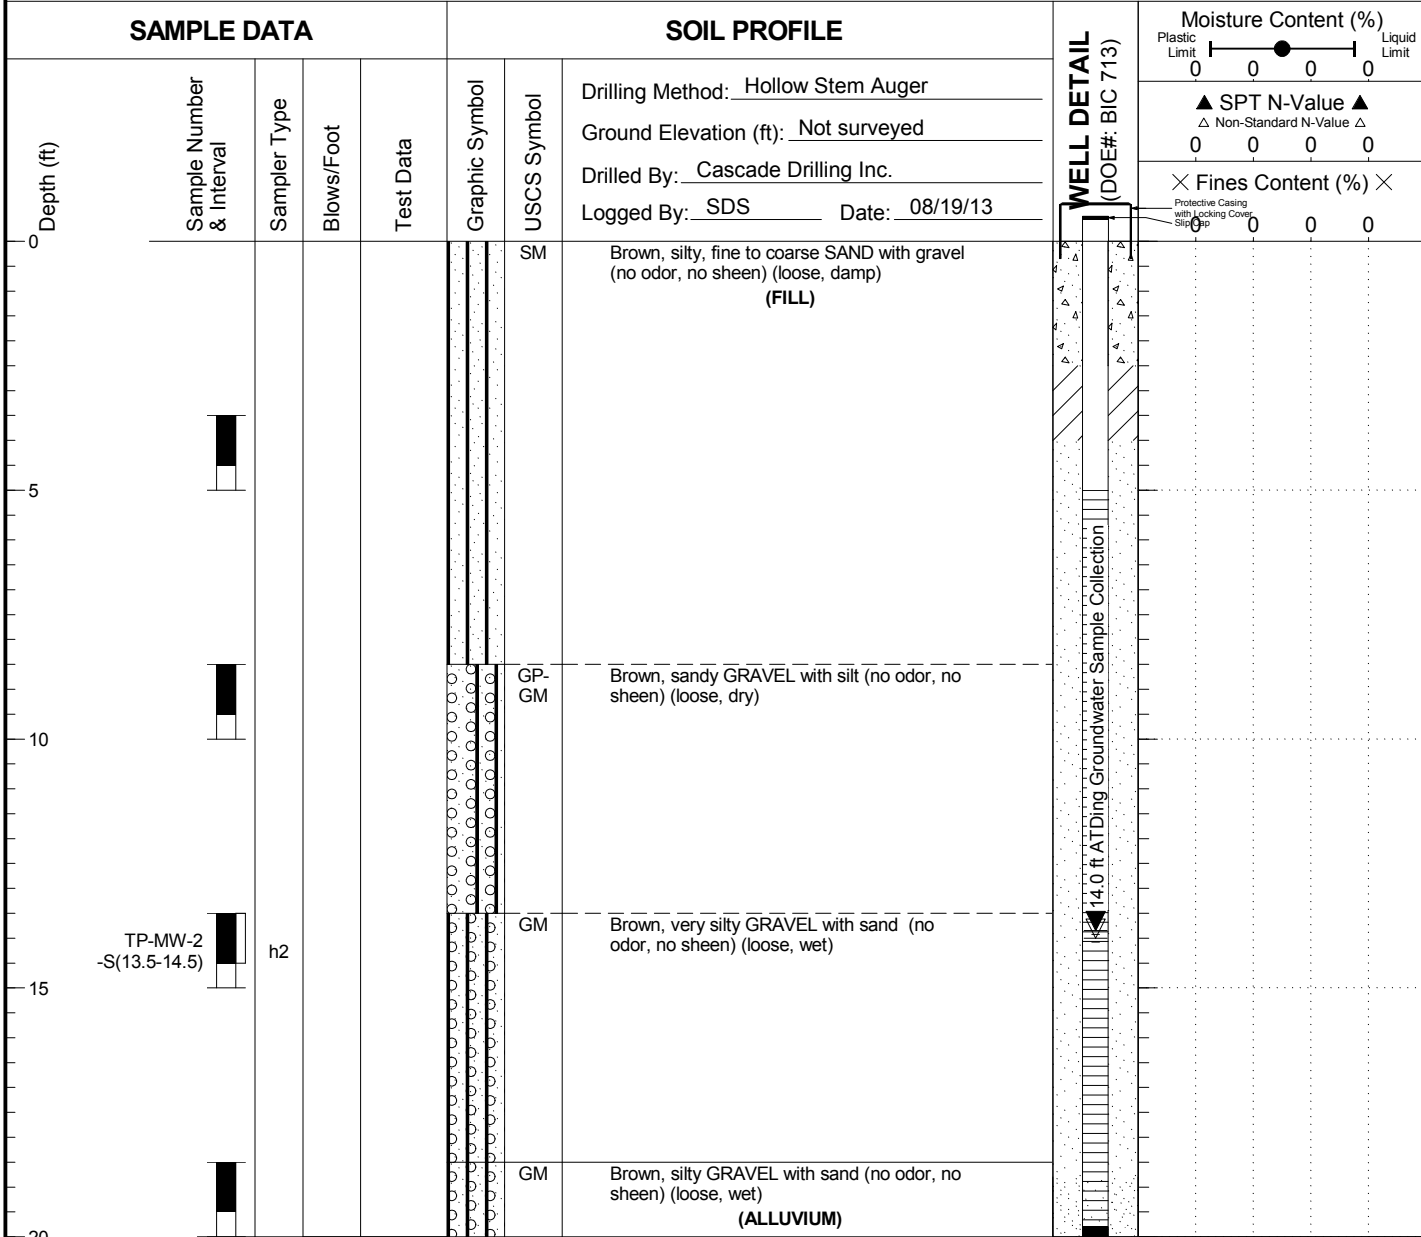 SAMPLE DATA
SOIL PROFILE
Depth (ft)
Sample Number
& Interval
Sampler Type
Blows/Foot
Test Data
Graphic Symbol
USCS Symbol
Drilling Method: Hollow Stem Auger
Ground Elevation (ft): Not surveyed
Drilled By: Cascade Drilling Inc.
Logged By: SDS Date: 08/19/13
WELL DETAIL
(DOE#: BIC 713)
Moisture Content (%)
Plastic
Limit
Liquid
Limit
0 0 0 0
▲ SPT N-Value ▲
△ Non-Standard N-Value △
0 0 0 0
× Fines Content (%) ×
0 0 0 0
Protective Casing
with Locking Cover
Slip Cap
0
SM
Brown, silty, fine to coarse SAND with gravel
(no odor, no sheen) (loose, damp)
(FILL)
5
GP-
GM
Brown, sandy GRAVEL with silt (no odor, no
sheen) (loose, dry)
10
GM
Brown, very silty GRAVEL with sand (no
odor, no sheen) (loose, wet)
TP-MW-2
-S(13.5-14.5)
h2
14.0 ft ATDing Groundwater Sample Collection
15
GM
Brown, silty GRAVEL with sand (no odor, no
sheen) (loose, wet)
(ALLUVIUM)
20